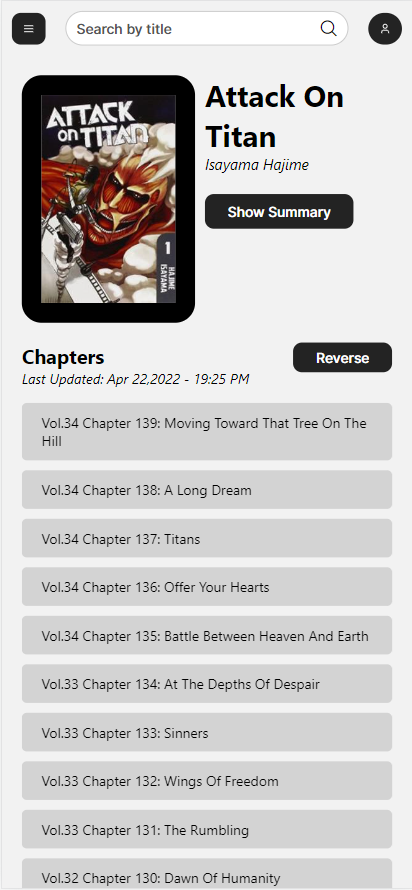 Search by title
ATTACK
ON TITAN
1
HAJIME
ISAYAMA
Attack On
Titan
Isayama Hajime
Show Summary
Chapters
Reverse
Last Updated: Apr 22,2022 - 19:25 PM
Vol.34 Chapter 139: Moving Toward That Tree On The
Hill
Vol.34 Chapter 138: A Long Dream
Vol.34 Chapter 137: Titans
Vol.34 Chapter 136: Offer Your Hearts
Vol.34 Chapter 135: Battle Between Heaven And Earth
Vol.33 Chapter 134: At The Depths Of Despair
Vol.33 Chapter 133: Sinners
Vol.33 Chapter 132: Wings Of Freedom
Vol.33 Chapter 131: The Rumbling
Vol.32 Chapter 130: Dawn Of Humanity